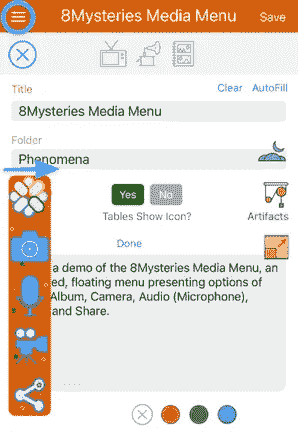 8Mysteries Media Menu Save
Title Clear AutoFill
8Mysteries Media Menu
Folder
Phenomena
Yes No
Tables Show Icon? Artifacts
Done
a demo of the 8Mysteries Media Menu, an
ed, floating menu presenting options of
Album, Camera, Audio (Microphone),
and Share.